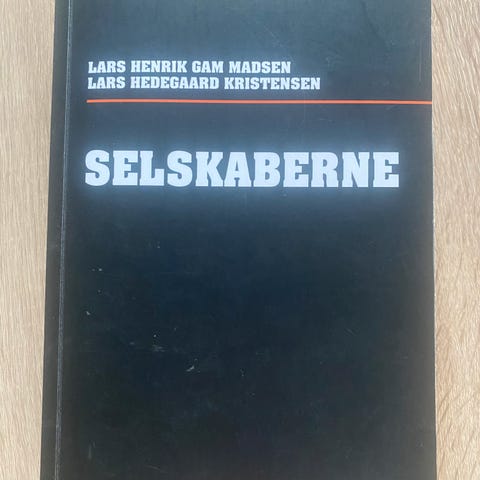 LARS HENRIK GAM MADSEN
LARS HEDEGAARD KRISTENSEN
SELSKABERNE